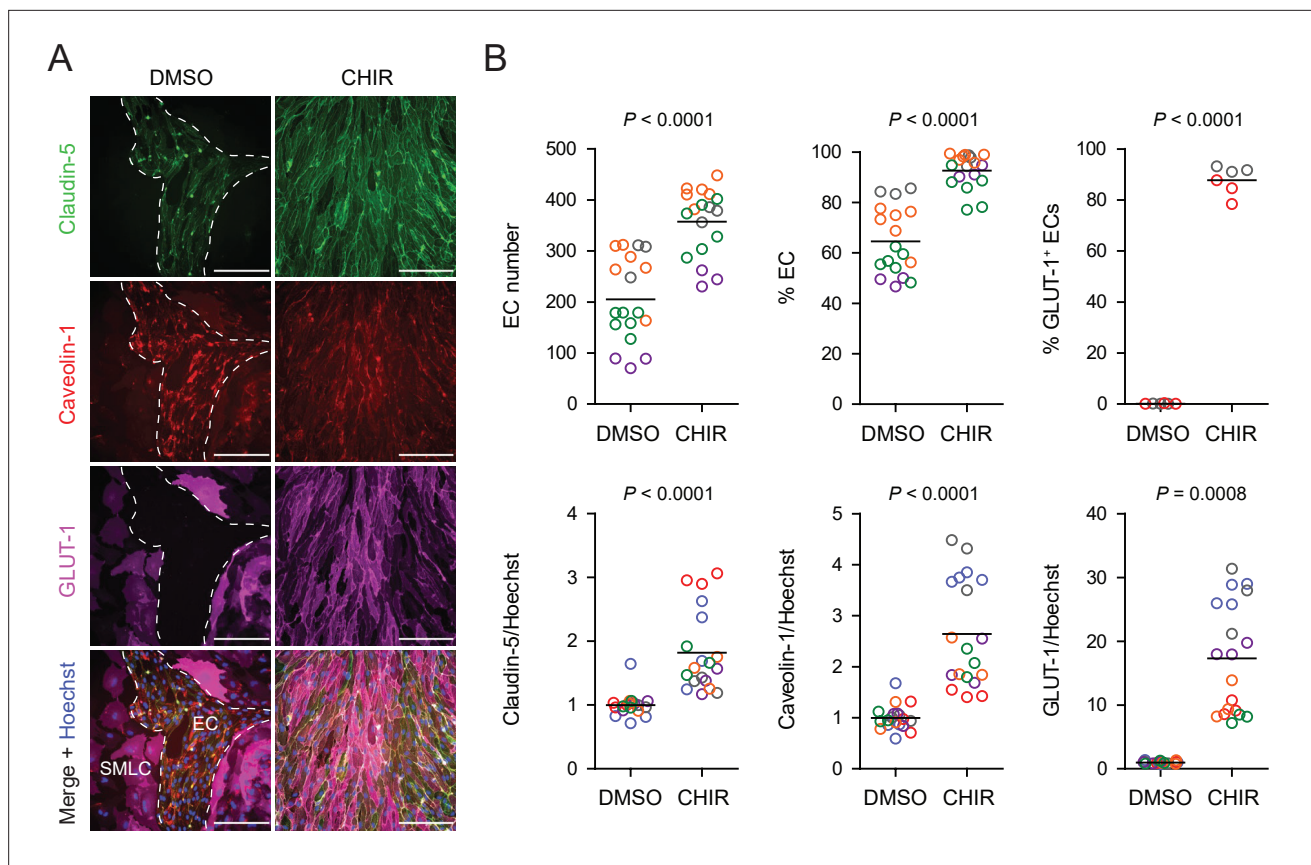 A
DMSO CHIR
Claudin-5
Caveolin-1
GLUT-1
Merge + Hoechst
EC
SMLC
B
P < 0.0001
EC number
500
400
300
200
100
0
DMSO CHIR
P < 0.0001
% EC
100
80
60
40
20
0
DMSO CHIR
P < 0.0001
% GLUT-1⁺ ECs
100
80
60
40
20
0
DMSO CHIR
P < 0.0001
Claudin-5/Hoechst
4
3
2
1
0
DMSO CHIR
P < 0.0001
Caveolin-1/Hoechst
5
4
3
2
1
0
DMSO CHIR
P = 0.0008
GLUT-1/Hoechst
40
30
20
10
0
DMSO CHIR